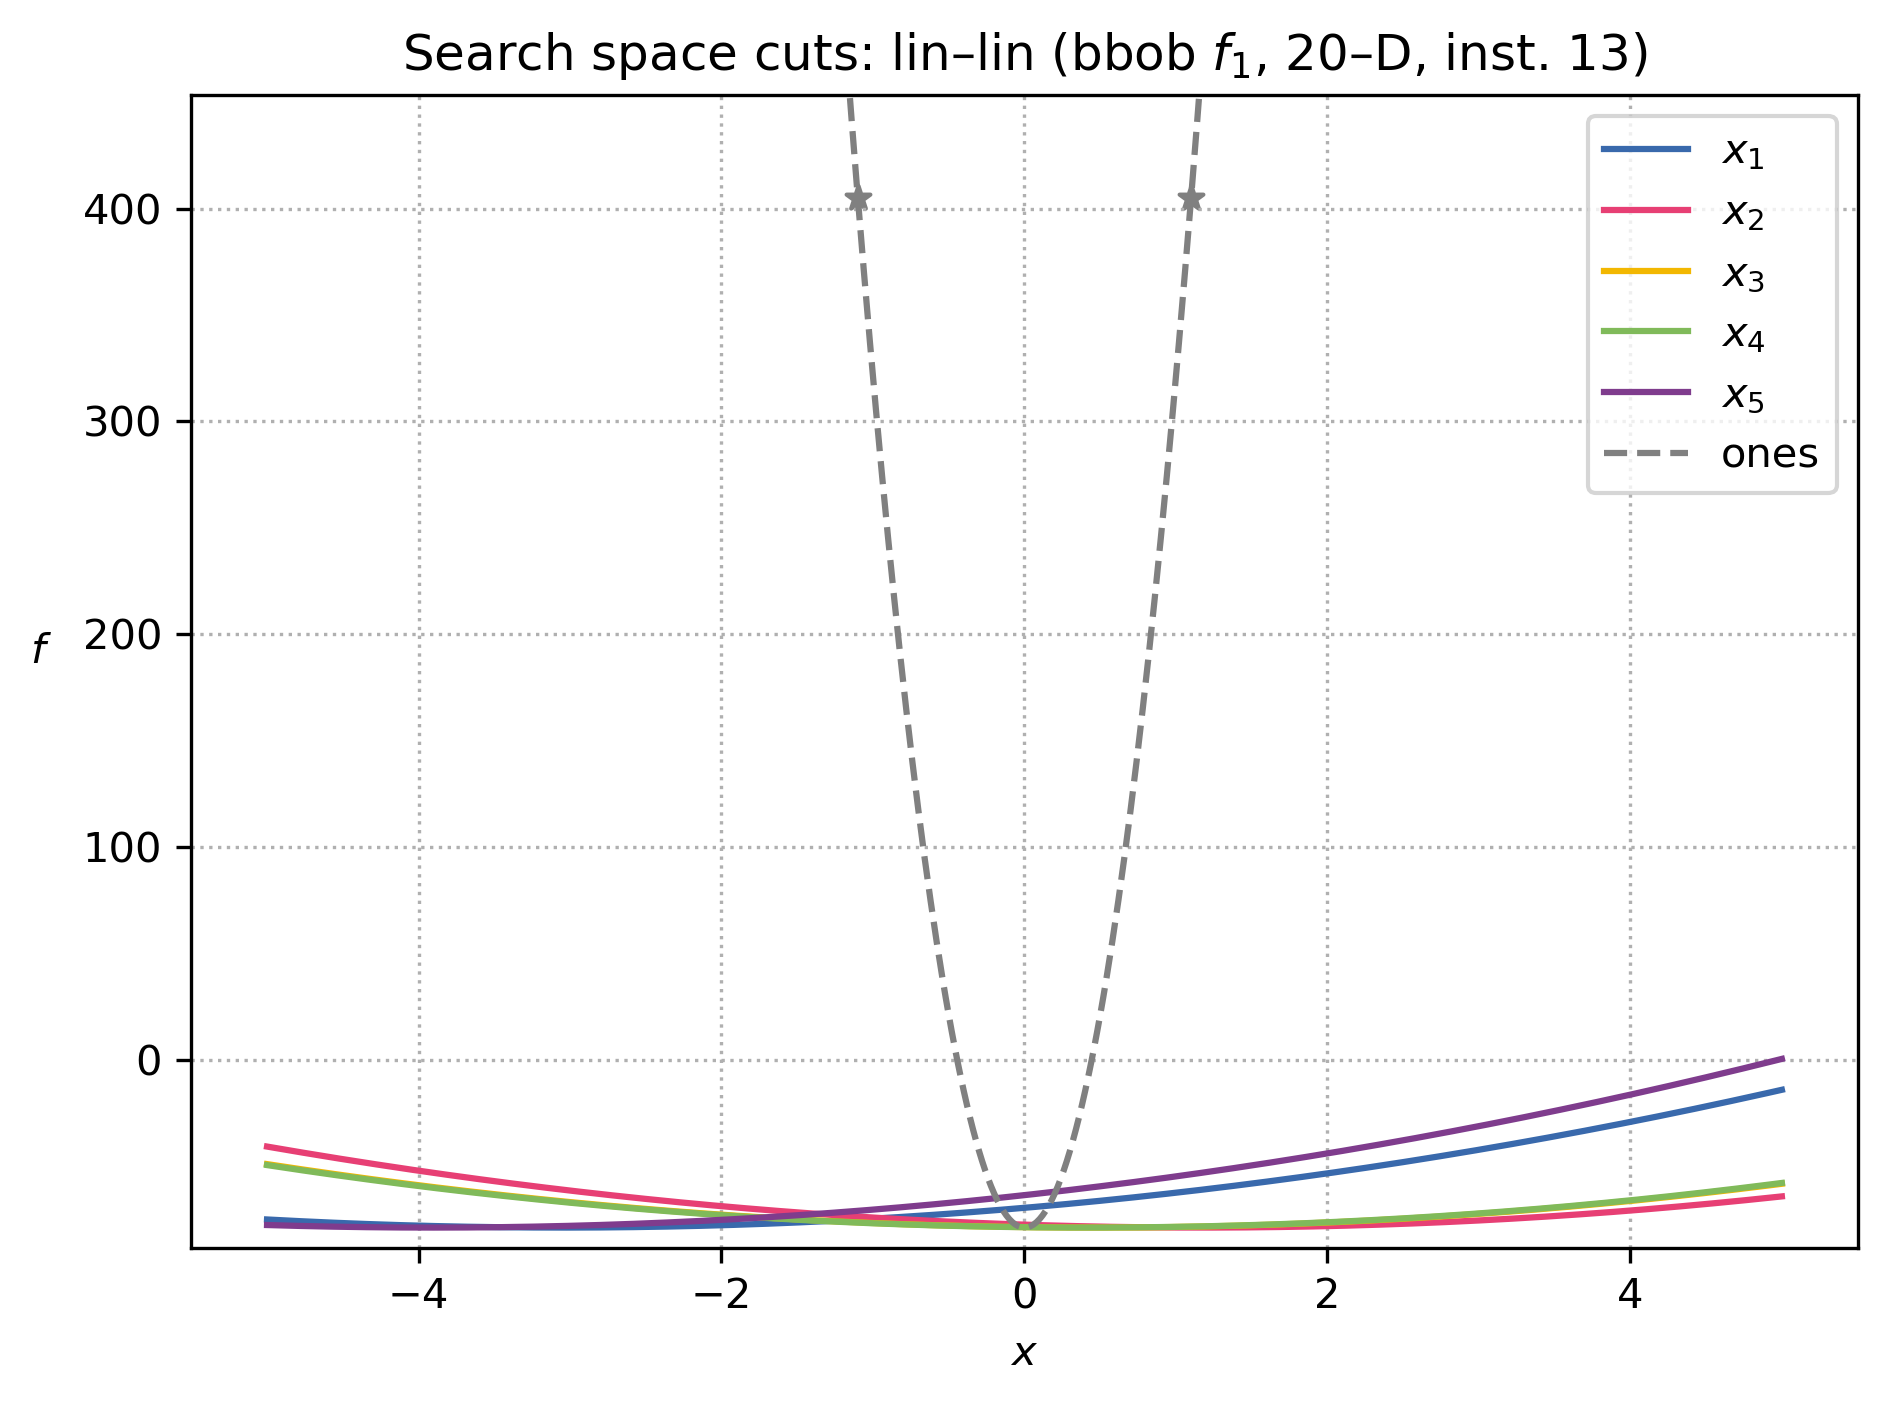 Search space cuts: lin–lin (bbob f₁, 20–D, inst. 13)
x₁
x₂
x₃
x₄
x₅
ones
f
400
300
200
100
0
−4 −2 0 2 4
x